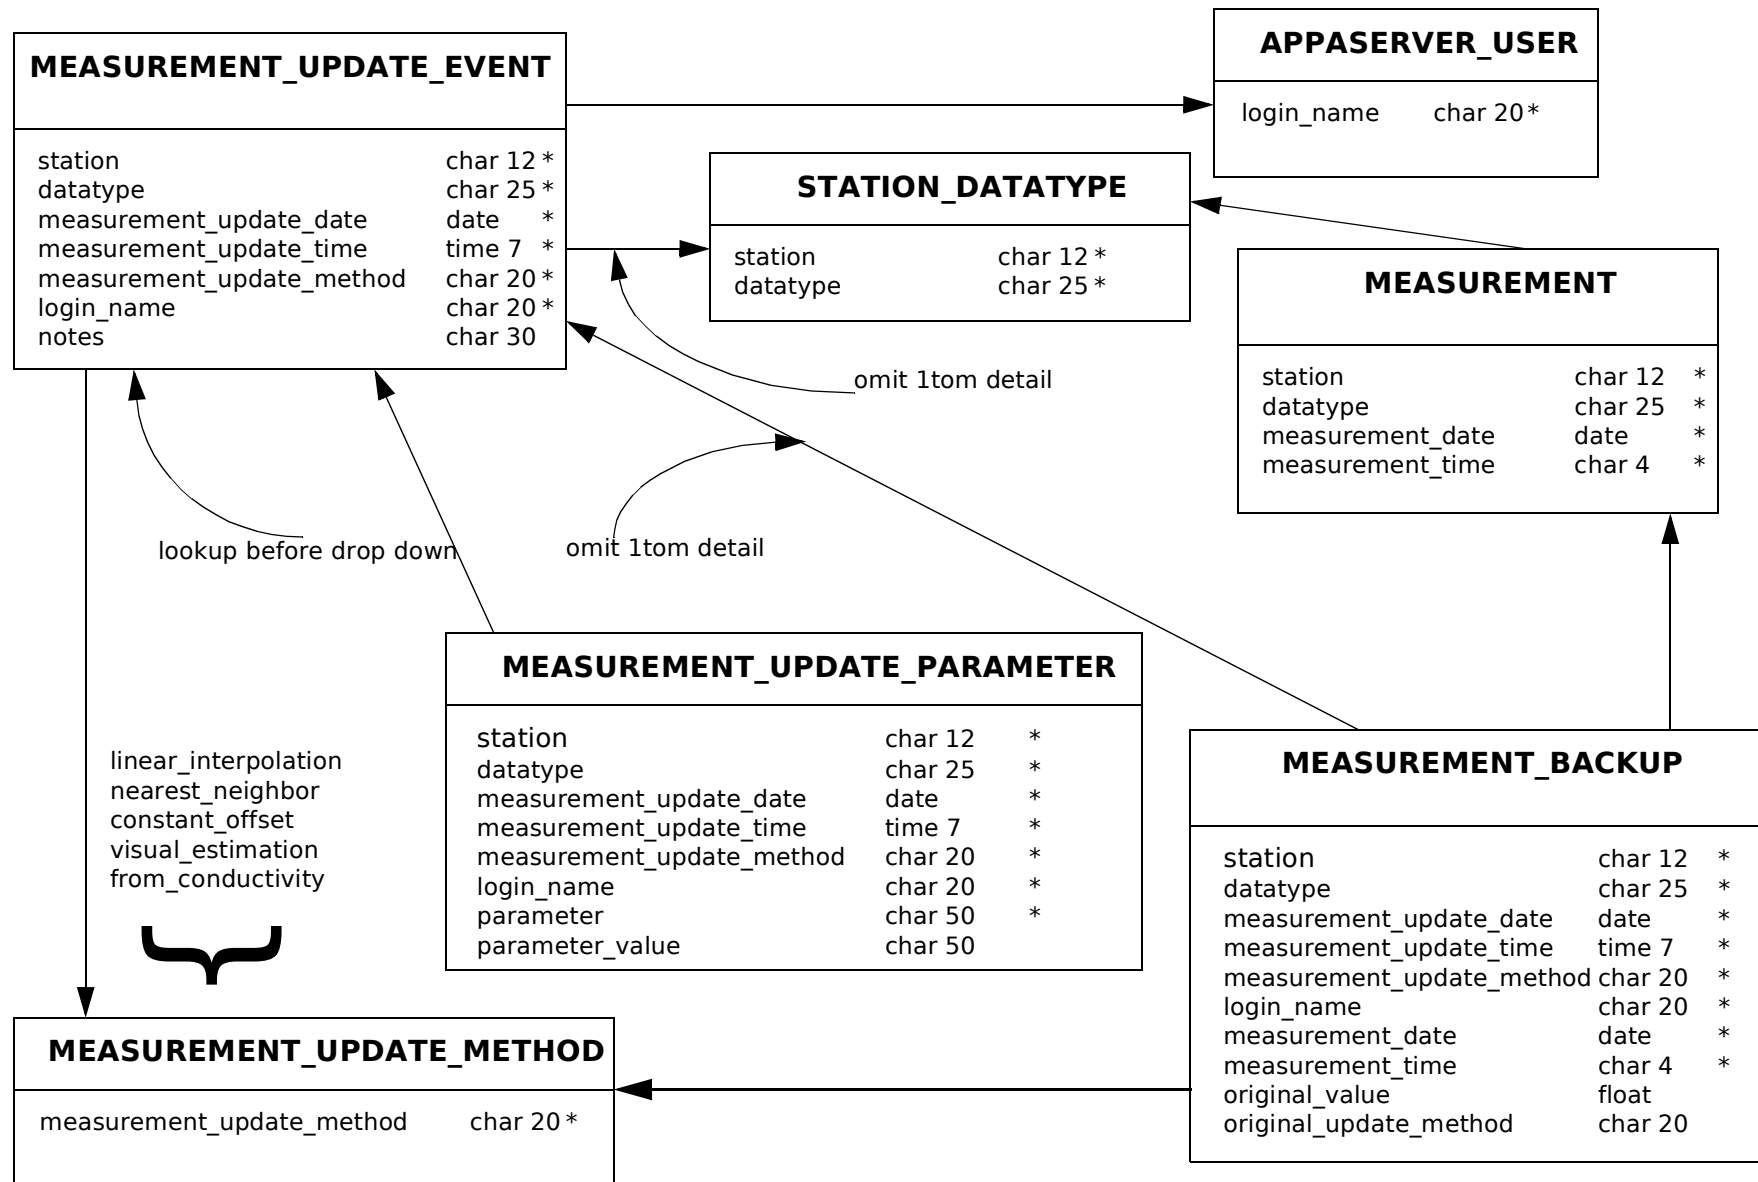 MEASUREMENT_UPDATE_EVENT
station char 12 *
datatype char 25 *
measurement_update_date date *
measurement_update_time time 7 *
measurement_update_method char 20 *
login_name char 20 *
notes char 30
APPASERVER_USER
login_name char 20 *
STATION_DATATYPE
station char 12 *
datatype char 25 *
MEASUREMENT
station char 12 *
datatype char 25 *
measurement_date date *
measurement_time char 4 *
omit 1tom detail
lookup before drop down
omit 1tom detail
MEASUREMENT_UPDATE_PARAMETER
station char 12 *
datatype char 25 *
measurement_update_date date *
measurement_update_time time 7 *
measurement_update_method char 20 *
login_name char 20 *
parameter char 50 *
parameter_value char 50
linear_interpolation
nearest_neighbor
constant_offset
visual_estimation
from_conductivity
MEASUREMENT_BACKUP
station char 12 *
datatype char 25 *
measurement_update_date date *
measurement_update_time time 7 *
measurement_update_method char 20 *
login_name char 20 *
measurement_date date *
measurement_time char 4 *
original_value float
original_update_method char 20
MEASUREMENT_UPDATE_METHOD
measurement_update_method char 20 *